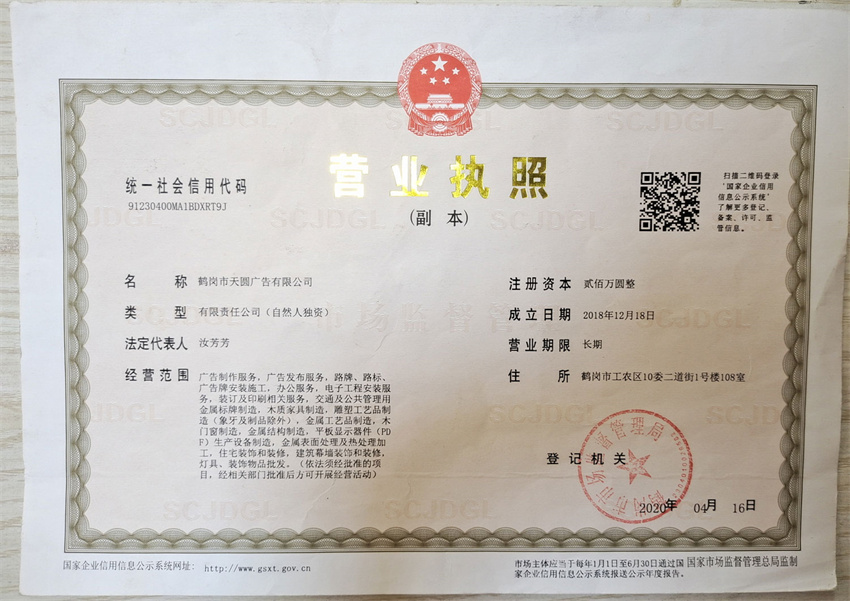 营业执照
(副本)
统一社会信用代码
91230400MA1BDXRT9J
扫描二维码登录
'国家企业信用
信息公示系统'
了解更多登记、
备案、许可、监
管信息。
名 称 鹤岗市天圆广告有限公司
类 型 有限责任公司（自然人独资）
法定代表人 汝芳芳
经营范围 广告制作服务，广告发布服务，路牌、路标、
广告牌安装施工，办公服务，电子工程安装服
务，装订及印刷相关服务，交通及公共管理用
金属标牌制造，木质家具制造，雕塑工艺品制
造（象牙及制品除外），金属工艺品制造，木
门窗制造，金属结构制造，平板显示器件（PD
F）生产设备制造，金属表面处理及热处理加
工，住宅装饰和装修，建筑幕墙装饰和装修，
灯具、装饰物品批发。（依法须经批准的项
目，经相关部门批准后方可开展经营活动）
注册资本 贰佰万圆整
成立日期 2018年12月18日
营业期限 长期
住 所 鹤岗市工农区10委二道街1号楼108室
登记机关
鹤岗市市场监督管理局
2020年 04月 16日
国家企业信用信息公示系统网址: http://www.gsxt.gov.cn
市场主体应当于每年1月1日至6月30日通过国
家企业信用信息公示系统报送公示年度报告。
国家市场监督管理总局监制
SCJDGL
市场监督管理